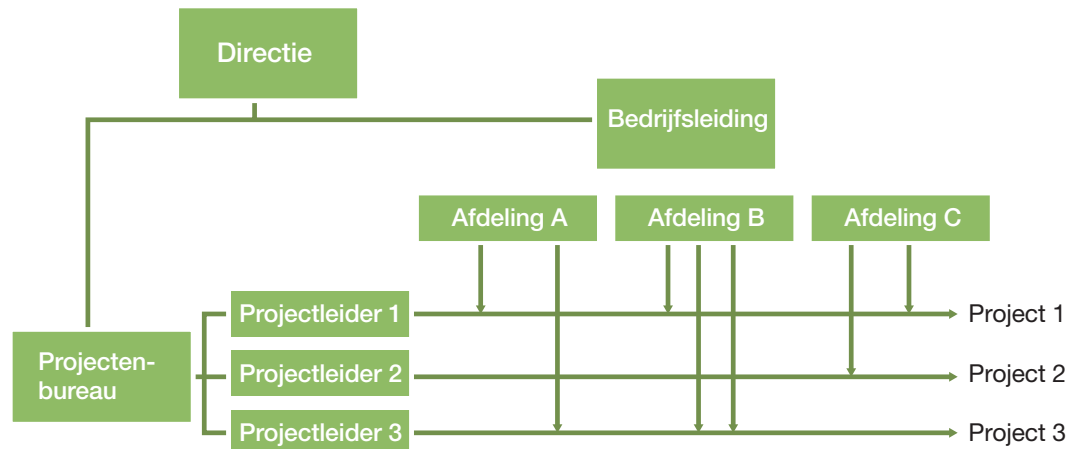 Directie
Bedrijfsleiding
Afdeling A
Afdeling B
Afdeling C
Projectleider 1
Project 1
Projecten-
bureau
Projectleider 2
Project 2
Projectleider 3
Project 3